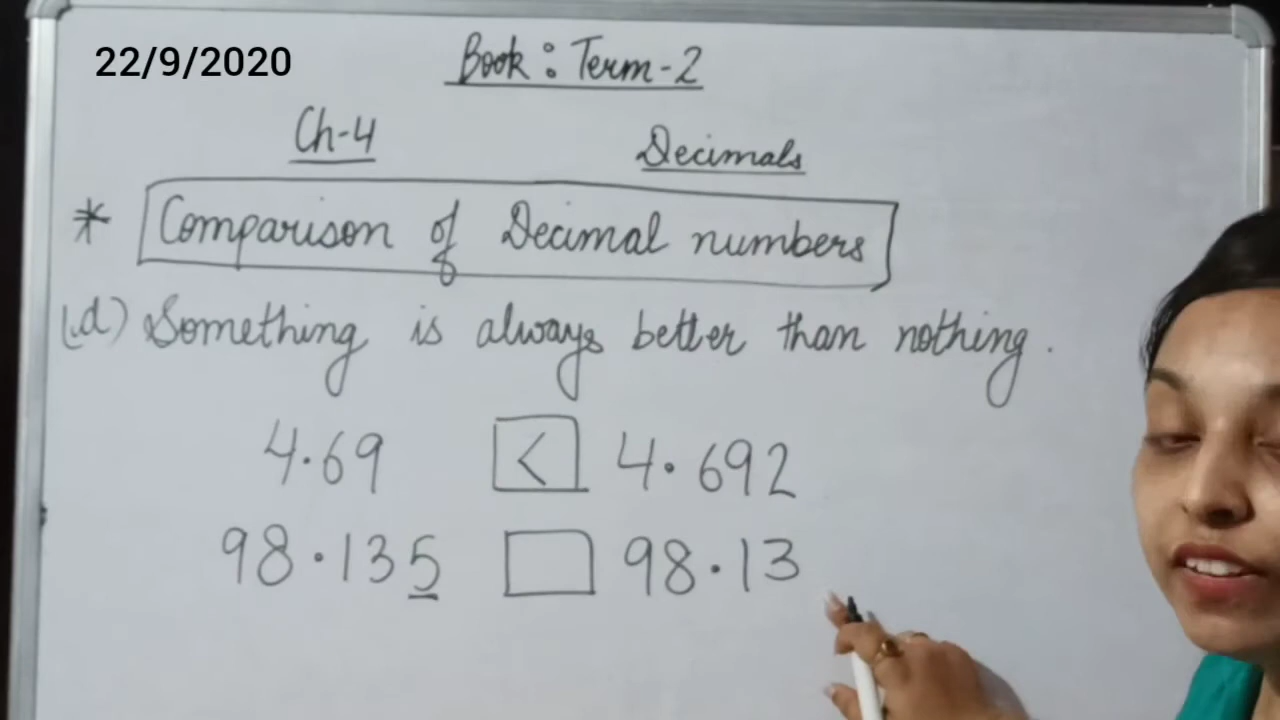 22/9/2020
Book : Term-2
Ch-4 Decimals
* Comparison of Decimal numbers
(d) Something is always better than nothing.
4.69 < 4.692
98.135 98.13